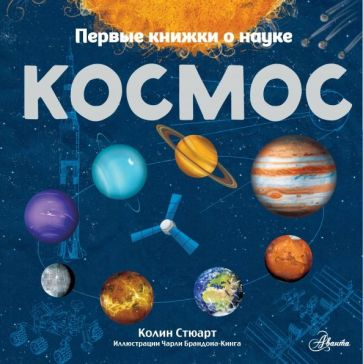 Первые книжки о науке
КОСМОС
Колин Стюарт
Иллюстрации Чарли Брандона-Кинга
Аванта